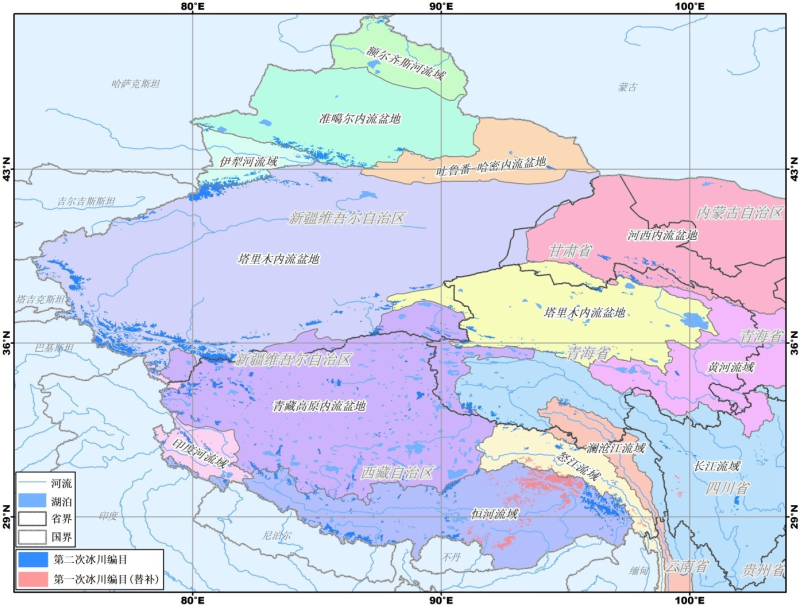 80°E
90°E
100°E
额尔齐斯河流域
哈萨克斯坦
蒙古
准噶尔内流盆地
伊犁河流域
吐鲁番-哈密内流盆地
43°N
43°N
吉尔吉斯斯坦
新疆维吾尔自治区
内蒙古自治区
河西内流盆地
甘肃省
塔里木内流盆地
塔吉克斯坦
塔里木内流盆地
青海省
36°N
36°N
巴基斯坦
新疆维吾尔自治区
青海省
黄河流域
青藏高原内流盆地
印度河流域
澜沧江流域
怒江流域
长江流域
西藏自治区
四川省
河流
湖泊
省界
国界
印度
恒河流域
29°N
29°N
尼泊尔
不丹
缅甸
云南省
贵州省
第二次冰川编目
第一次冰川编目(替补)
80°E
90°E
100°E